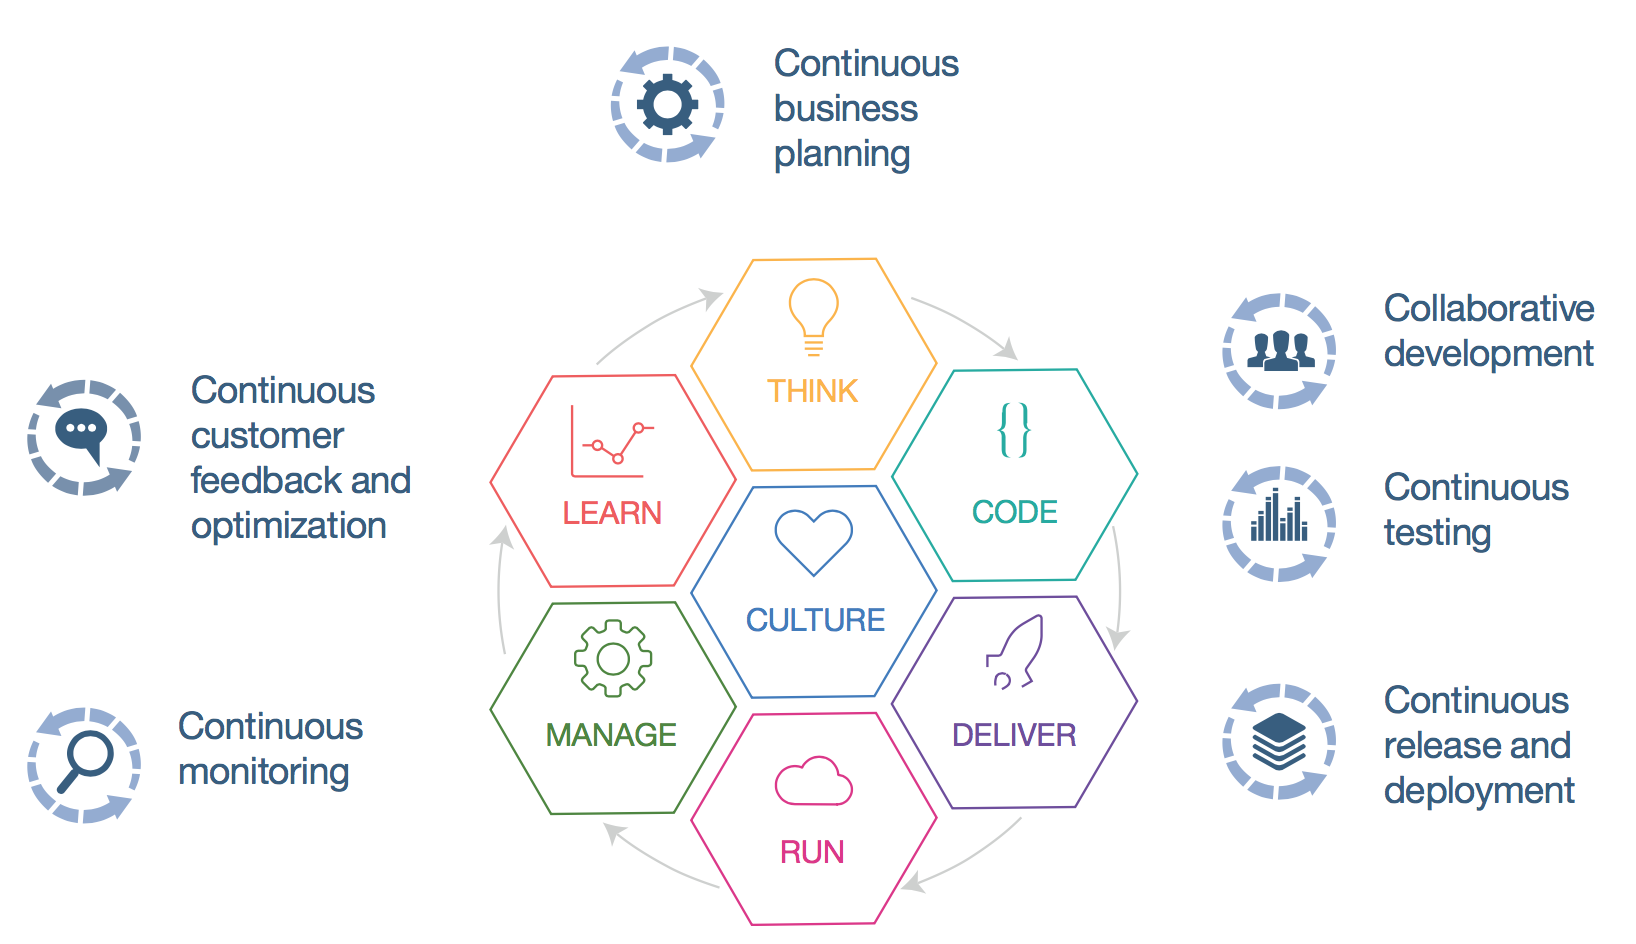 Continuous
business
planning
THINK
LEARN
CODE
CULTURE
MANAGE
DELIVER
RUN
Collaborative
development
Continuous
testing
Continuous
release and
deployment
Continuous
customer
feedback and
optimization
Continuous
monitoring